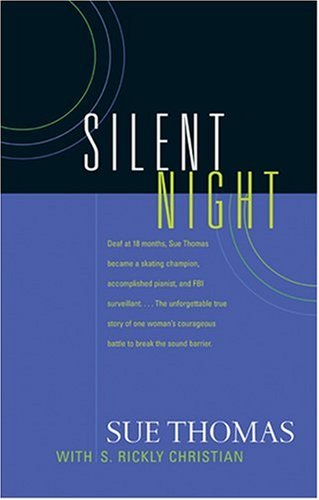 SILENT
NIGHT
Deaf at 18 months, Sue Thomas
became a skating champion,
accomplished pianist, and FBI
surveillant. . . . The unforgettable true
story of one woman's courageous
battle to break the sound barrier.
SUE THOMAS
WITH S. RICKLY CHRISTIAN